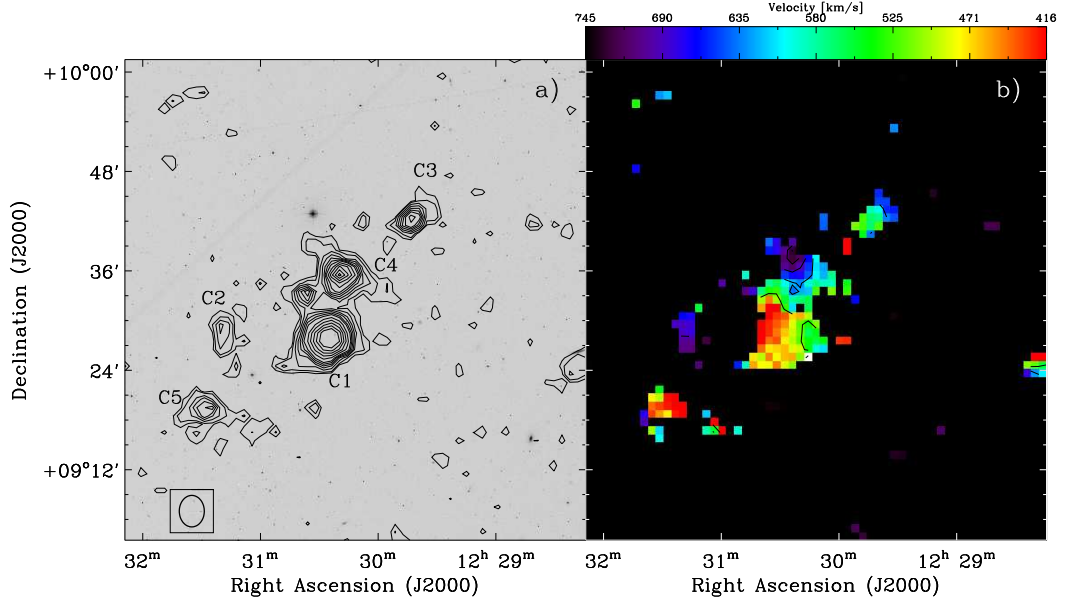 Velocity [km/s]
745 690 635 580 525 471 416
a)
b)
+10°00′
48′
36′
24′
+09°12′
C3
C4
C2
C1
C5
Declination (J2000)
32ᵐ 31ᵐ 30ᵐ 12ʰ 29ᵐ
32ᵐ 31ᵐ 30ᵐ 12ʰ 29ᵐ
Right Ascension (J2000)
Right Ascension (J2000)